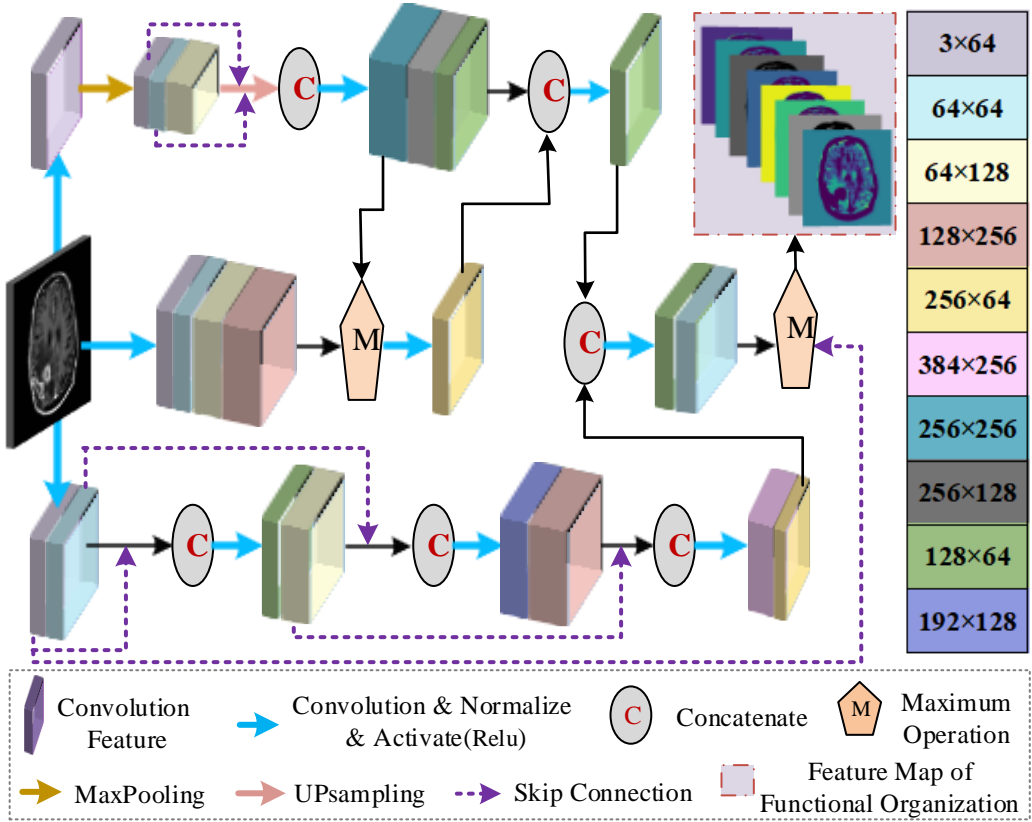 C
C
M
C
M
C
C
C
3×64
64×64
64×128
128×256
256×64
384×256
256×256
256×128
128×64
192×128
Convolution
Feature
Convolution & Normalize
& Activate(Relu)
C
Concatenate
M
Maximum
Operation
MaxPooling
UPsampling
Skip Connection
Feature Map of
Functional Organization